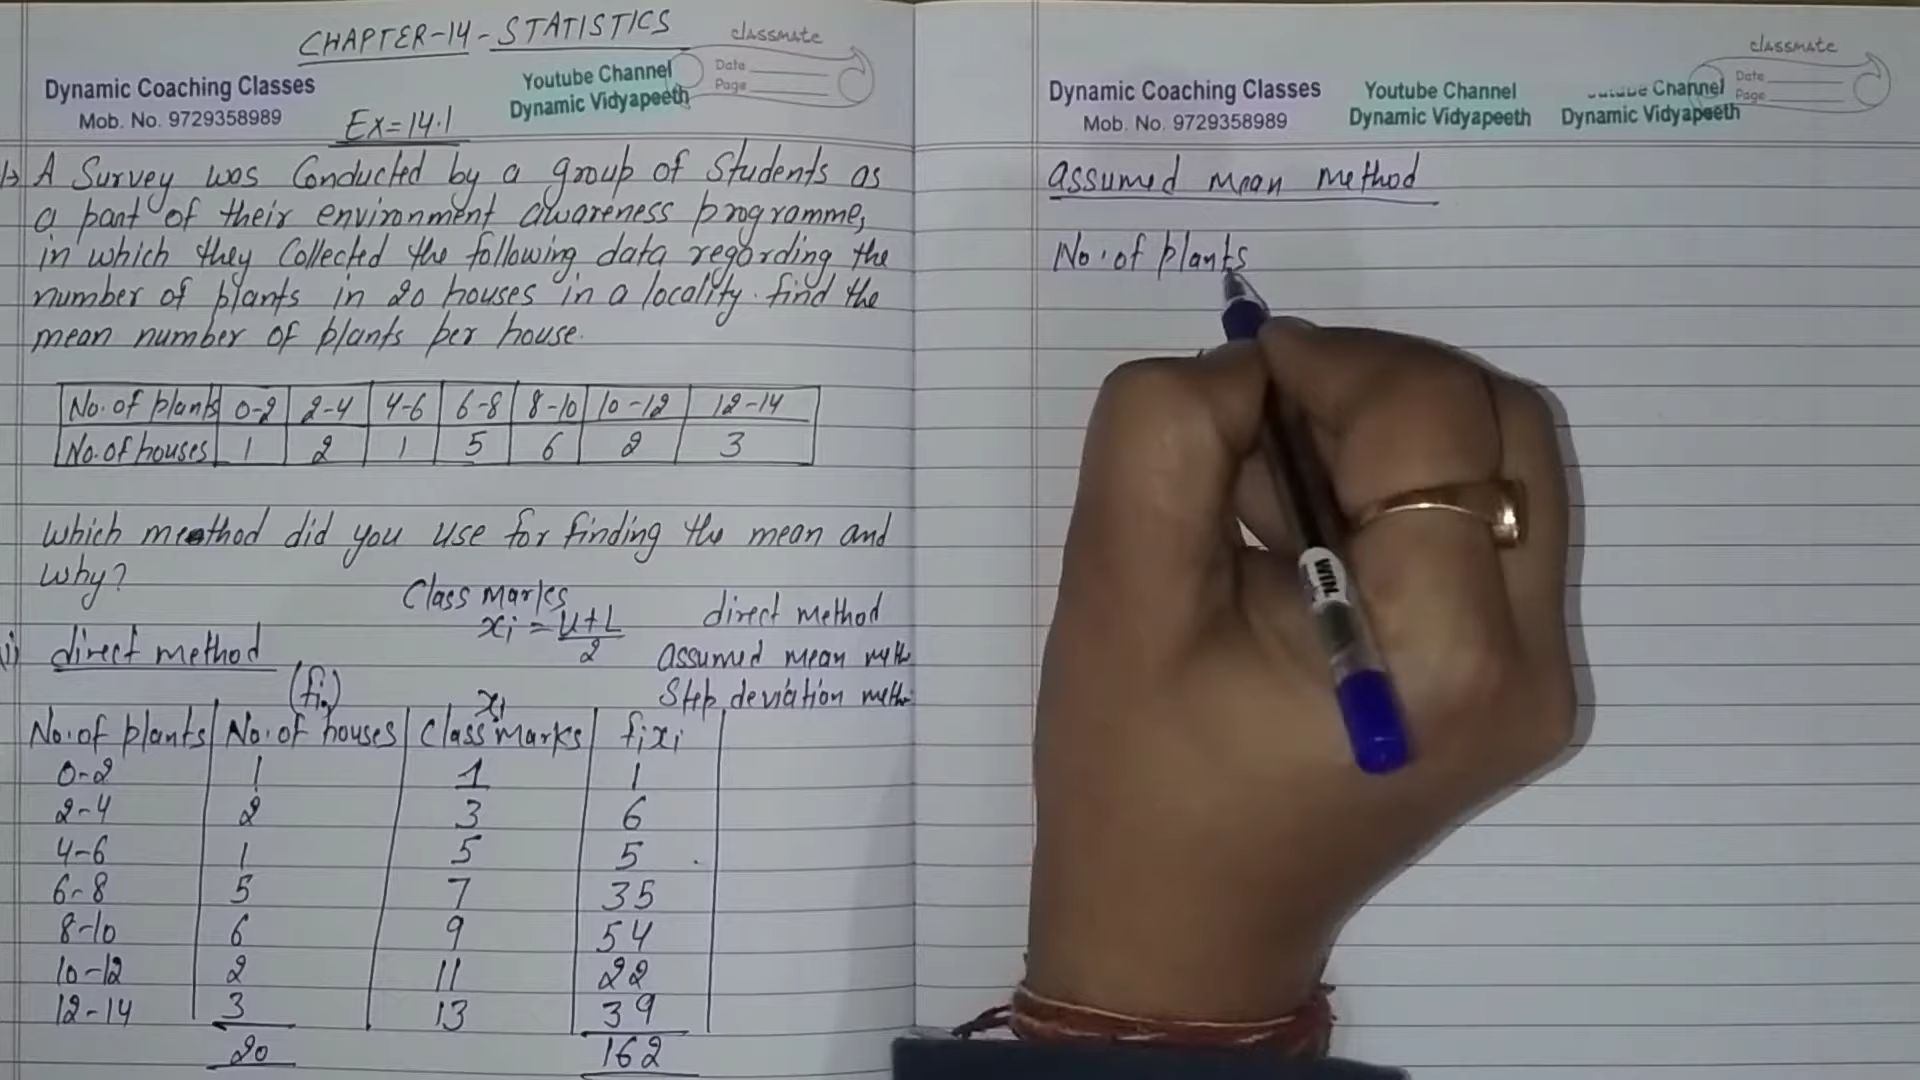 CHAPTER-14-STATISTICS
classmate
Date
Page
Dynamic Coaching Classes
Mob. No. 9729358989
Youtube Channel
Dynamic Vidyapeeth
Ex=14.1
1→ A Survey was Conducted by a group of Students as
a part of their environment awareness programme,
in which they Collected the following data regarding the
number of plants in 20 houses in a locality. find the
mean number of plants per house.
No. of plants 0-2 2-4 4-6 6-8 8-10 10-12 12-14
No. of houses 1 2 1 5 6 2 3
Which method did you use for finding the mean and
why?
Class marks
xi = U+L
2
direct method
assumed mean meth
Step deviation meth
i) direct method
(fi) xi
No. of plants No. of houses Class marks fixi
0-2 1 1 1
2-4 2 3 6
4-6 1 5 5
6-8 5 7 35
8-10 6 9 54
10-12 2 11 22
12-14 3 13 39
20 162
classmate
Date
Page
Dynamic Coaching Classes
Mob. No. 9729358989
Youtube Channel
Dynamic Vidyapeeth
Channel
Dynamic Vidyapeeth
assumed mean method
No. of plants
WIN